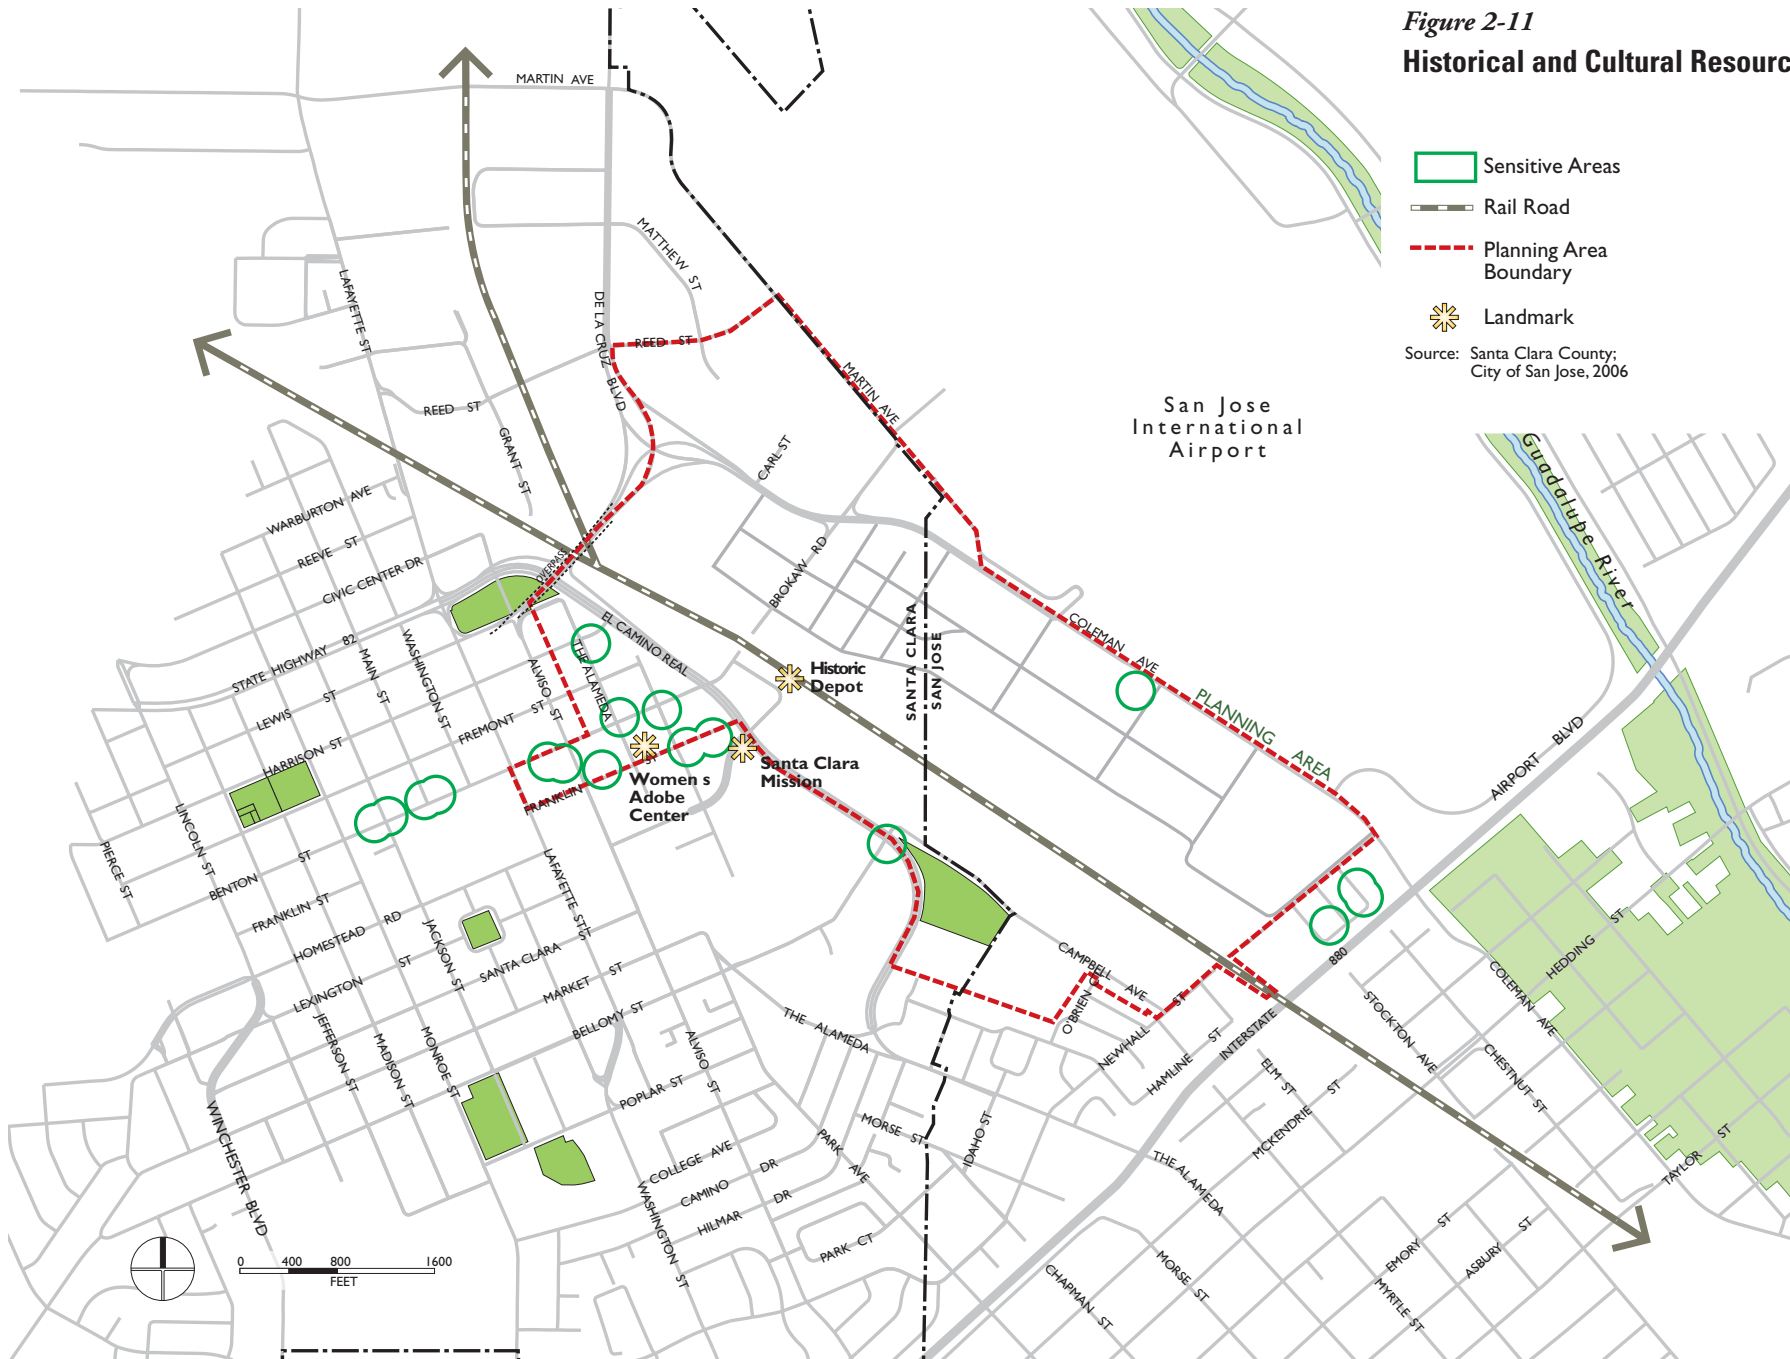 Figure 2-11
Historical and Cultural Resourc
Sensitive Areas
Rail Road
Planning Area
Boundary
Landmark
Source: Santa Clara County;
City of San Jose, 2006
MARTIN AVE
MATTHEW ST
LAFAYETTE ST
DE LA CRUZ BLVD
REED ST
MARTIN AVE
San Jose
International
Airport
REED ST
GRANT ST
CARL ST
Guadalupe River
WARBURTON AVE
REEVE ST
CIVIC CENTER DR
OVERPASS
BROKAW RD
STATE HIGHWAY 82
MAIN ST
WASHINGTON ST
ALVISO ST
THE ALAMEDA
EL CAMINO REAL
SANTA CLARA
SAN JOSE
COLEMAN AVE
Historic
Depot
PLANNING AREA
LEWIS ST
FREMONT ST
ST
HARRISON ST
Women s
Adobe
Center
Santa Clara
Mission
FRANKLIN ST
AIRPORT BLVD
PIERCE ST
LINCOLN ST
BENTON ST
FRANKLIN ST
HOMESTEAD RD
LEXINGTON ST
JACKSON ST
SANTA CLARA ST
LAFAYETTE ST
MARKET ST
BELLOMY ST
CAMPBELL AVE
O'BRIEN CT
NEWHALL ST
HAMLINE ST
INTERSTATE 880
STOCKTON AVE
COLEMAN AVE
HEDDING ST
CHESTNUT ST
TAYLOR ST
JEFFERSON ST
MADISON ST
MONROE ST
ALVISO ST
THE ALAMEDA
POPLAR ST
MORSE ST
PARK AVE
IDAHO ST
ELM ST
MCKENDRIE ST
THE ALAMEDA
WINCHESTER BLVD
COLLEGE AVE
CAMINO DR
HILMAR DR
WASHINGTON ST
PARK CT
CHAPMAN ST
MORSE ST
EMORY ST
ASBURY ST
MYRTLE ST
0 400 800 1600
FEET